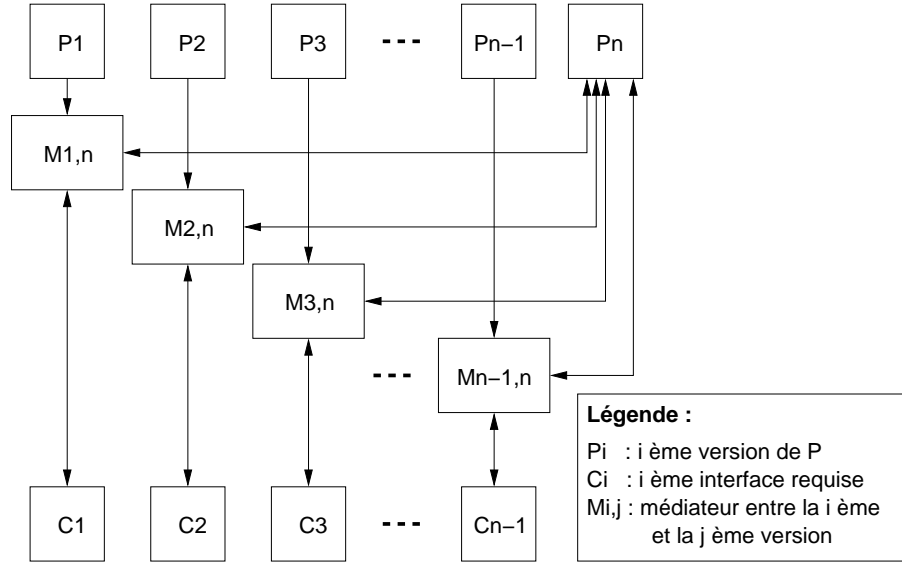 P1 P2 P3 --- Pn−1 Pn
M1,n
M2,n
M3,n
--- Mn−1,n
C1 C2 C3 --- Cn−1
Légende :
Pi : i ème version de P
Ci : i ème interface requise
Mi,j : médiateur entre la i ème
et la j ème version